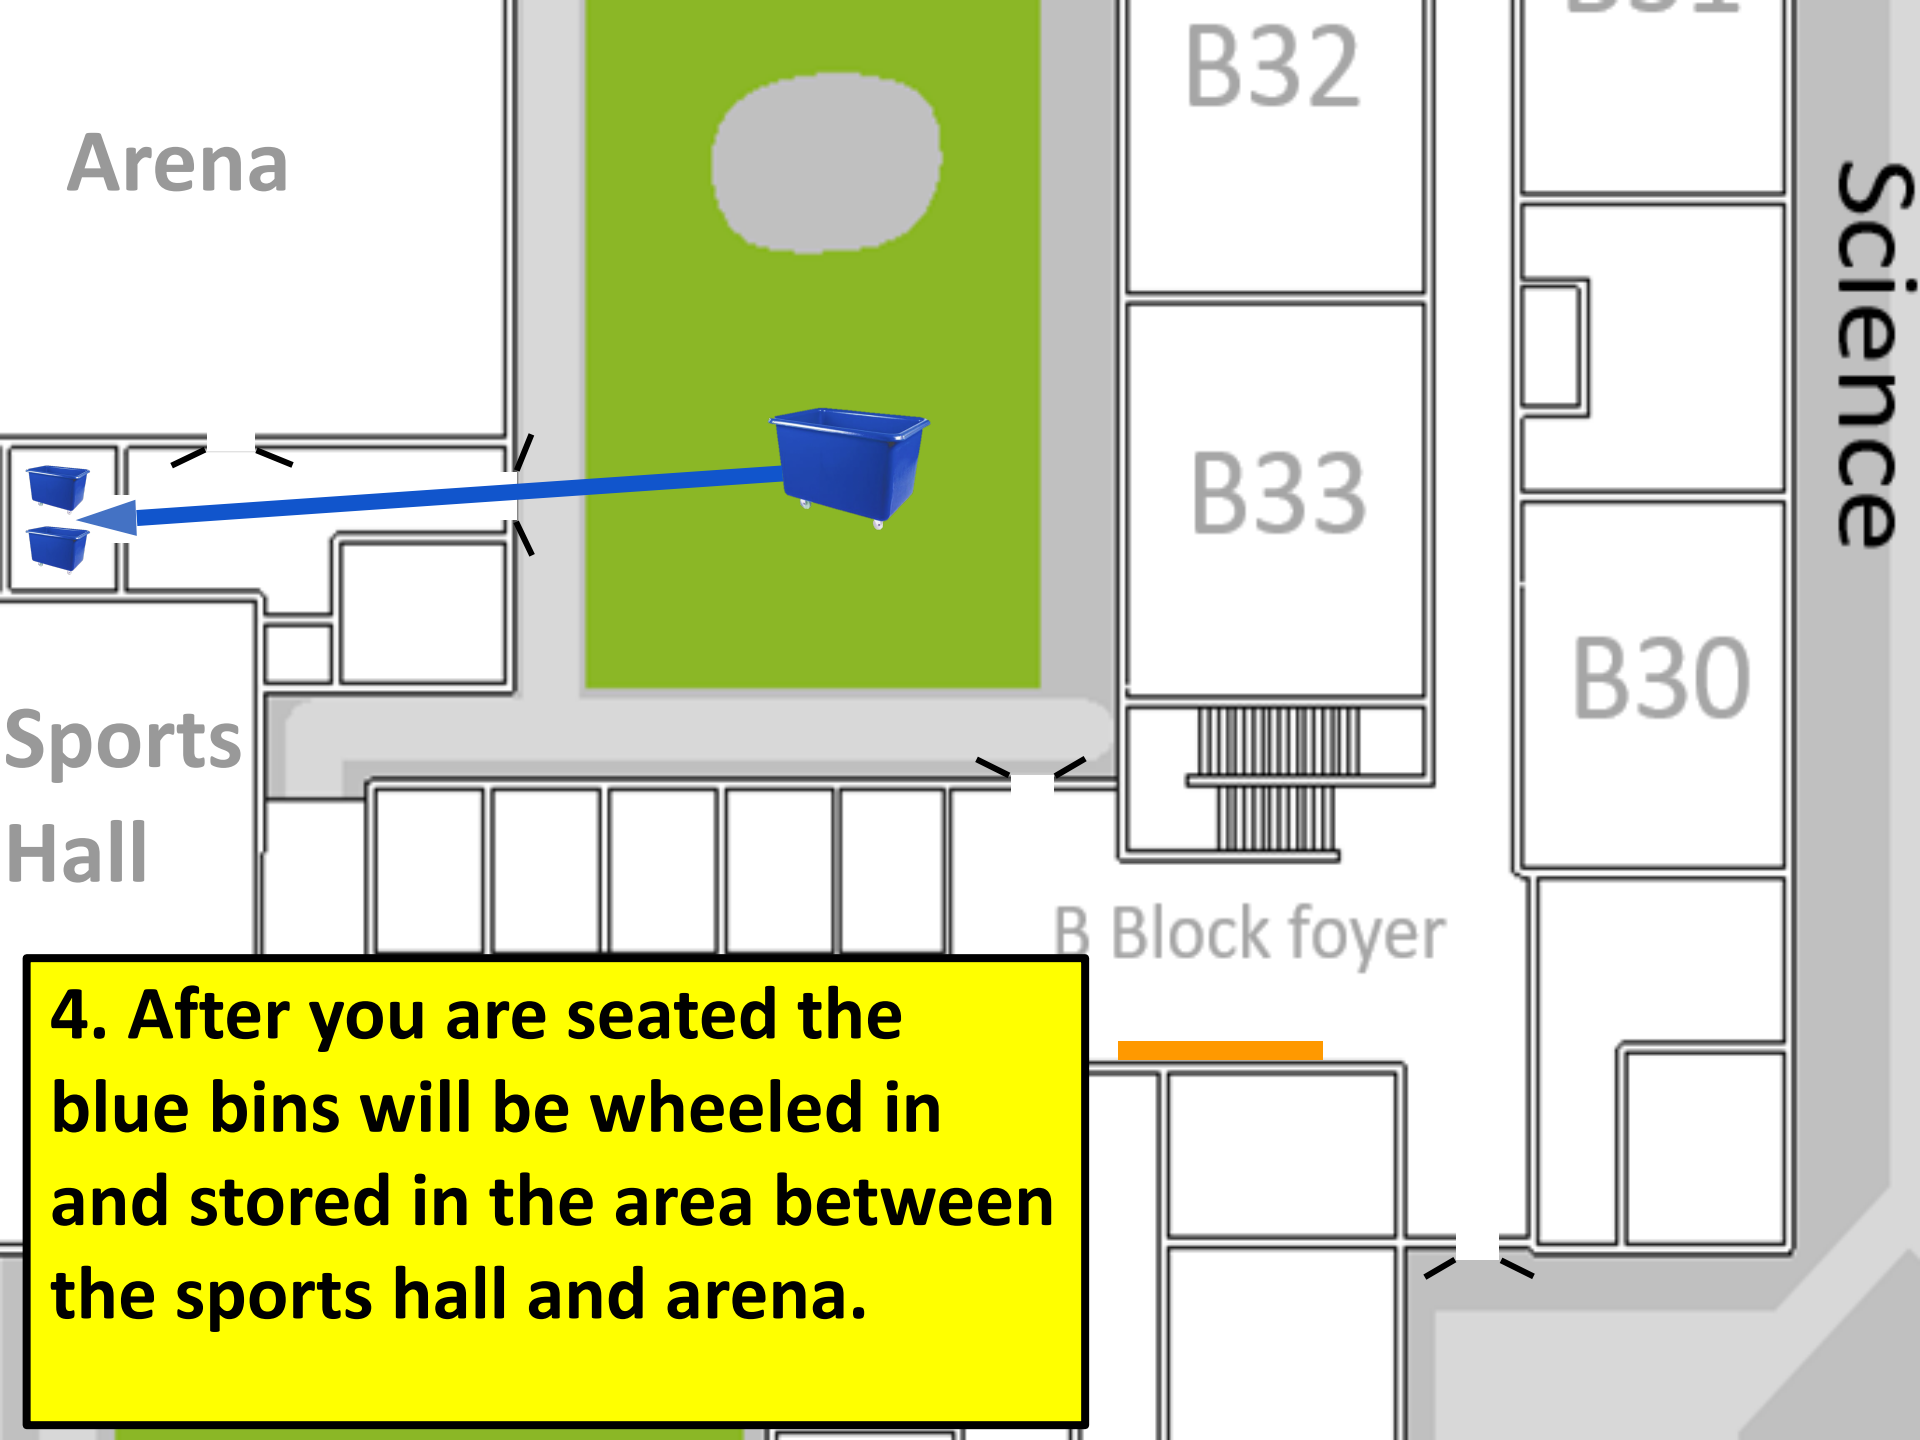 B31
B32
Arena
Science
B33
B30
Sports
Hall
B Block foyer
4. After you are seated the
blue bins will be wheeled in
and stored in the area between
the sports hall and arena.